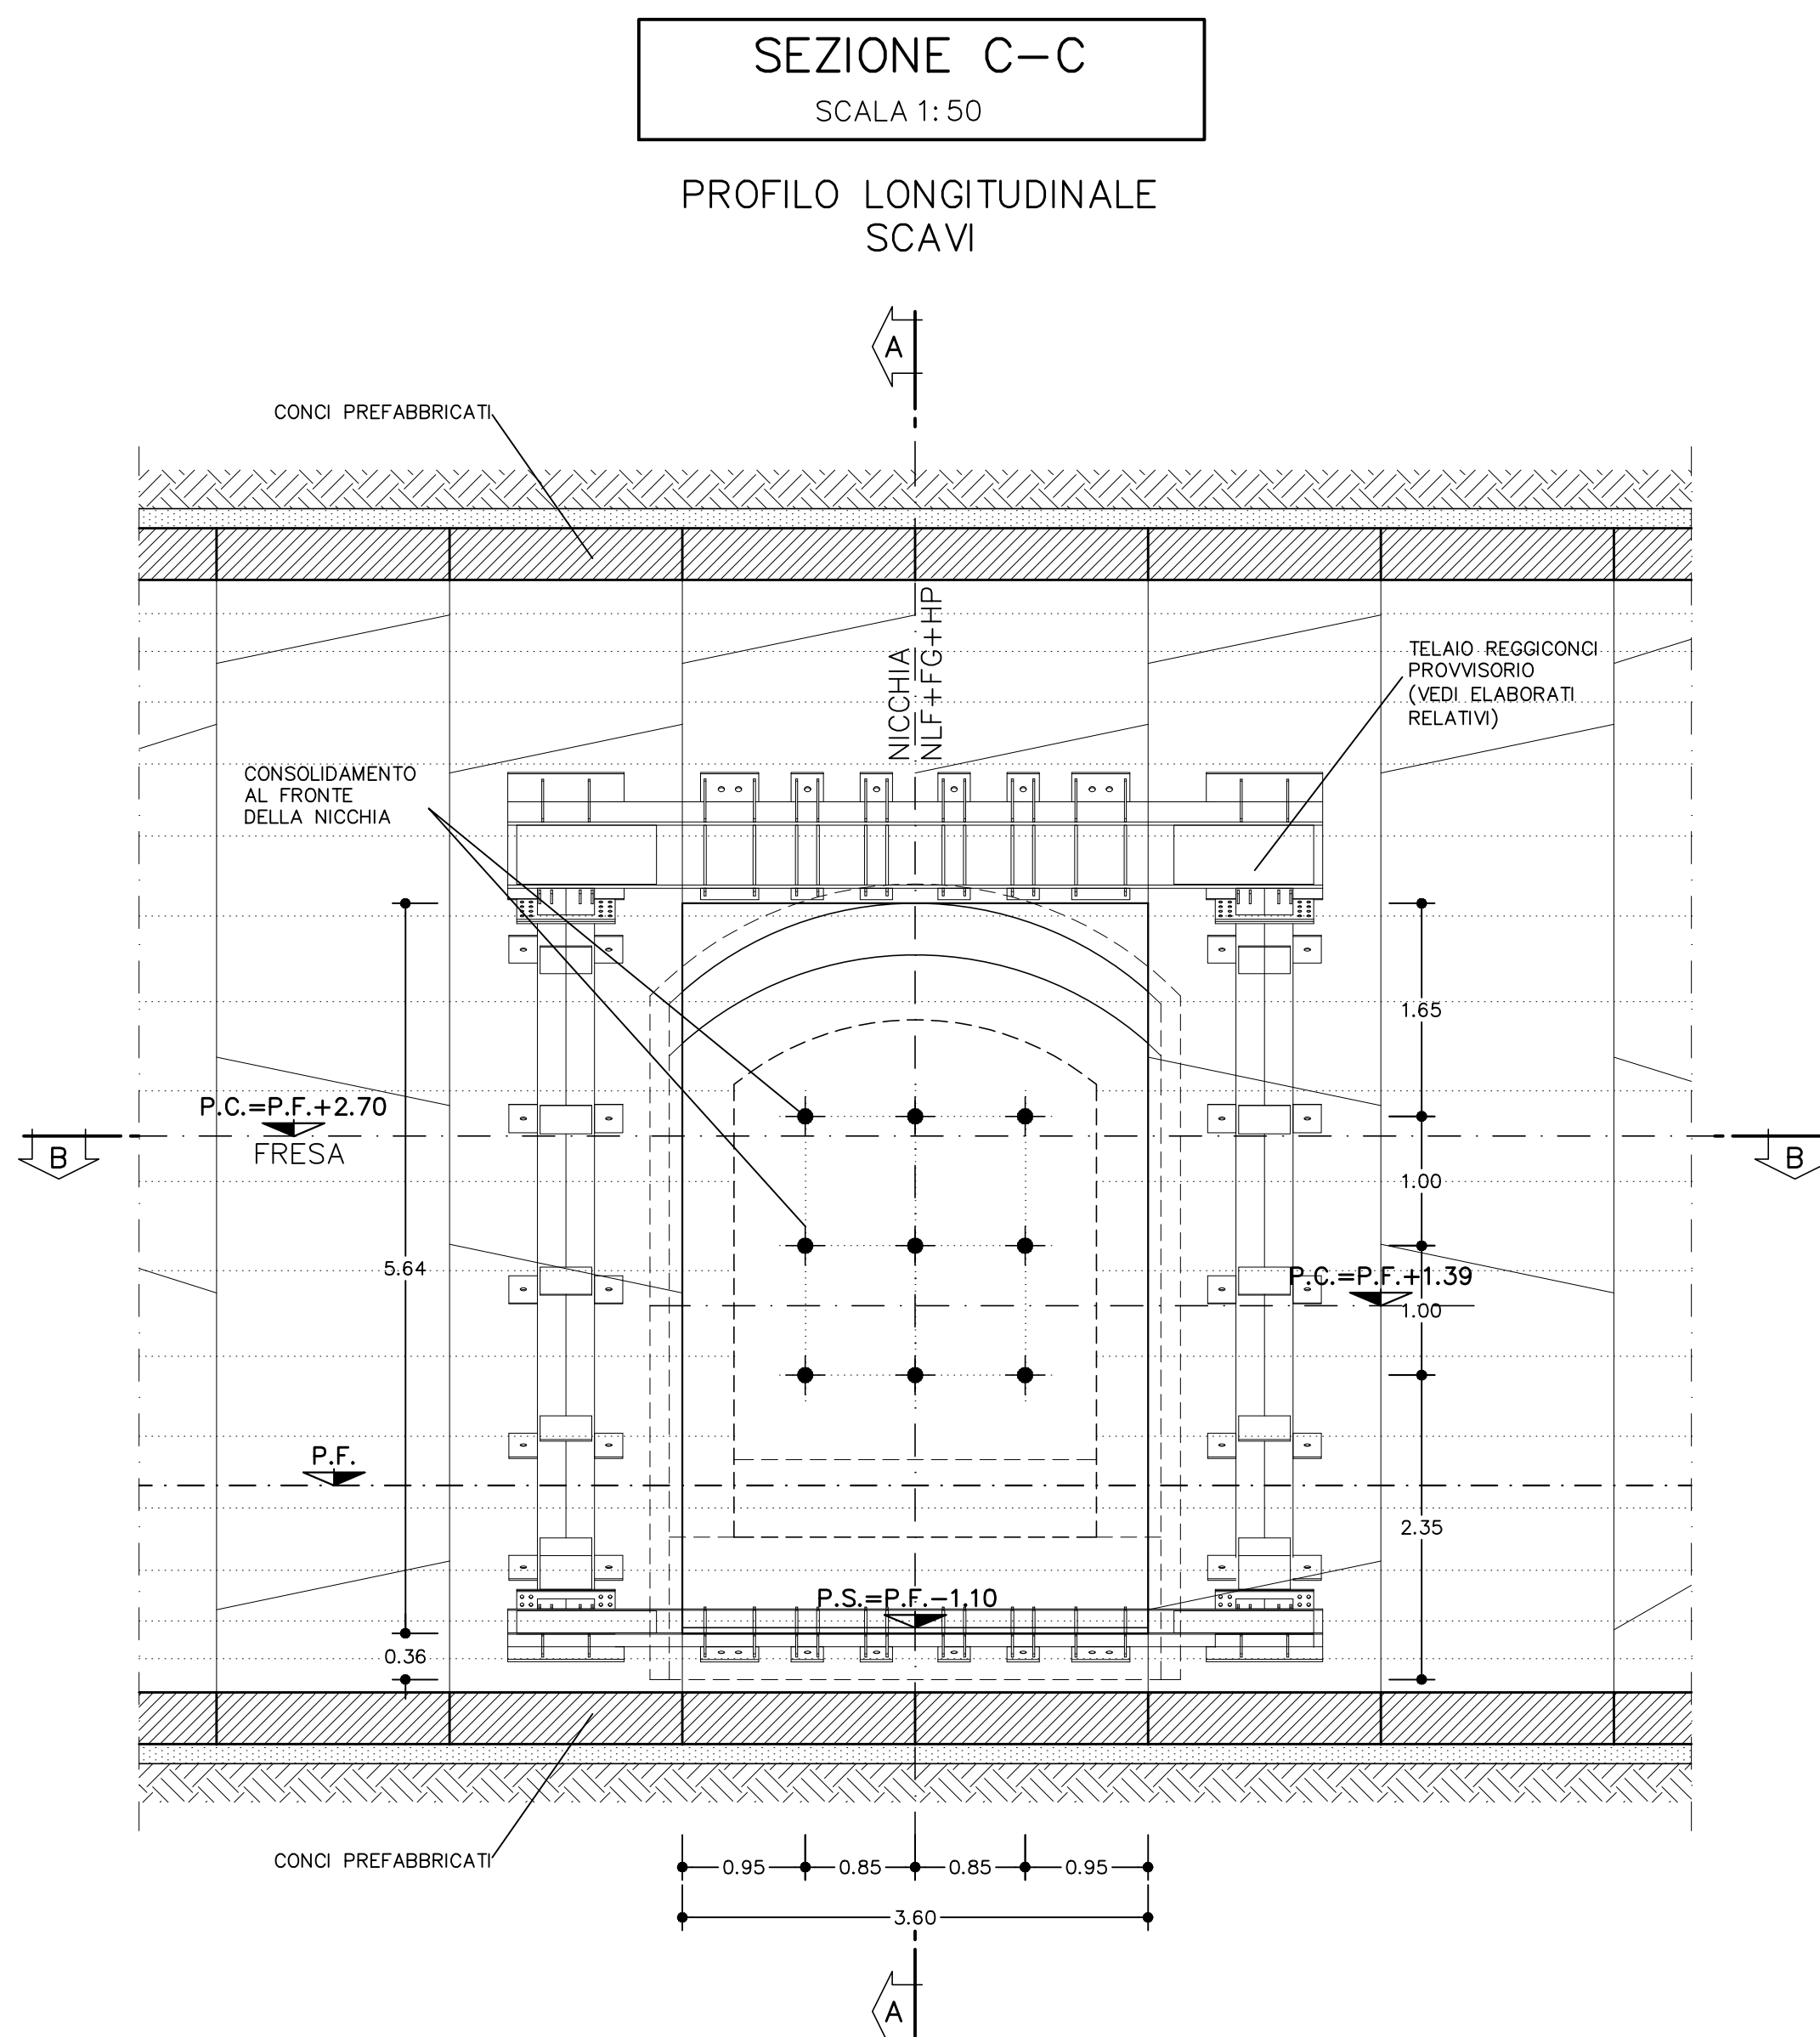 SEZIONE C-C
SCALA 1:50
PROFILO LONGITUDINALE
SCAVI
A
CONCI PREFABBRICATI
NICCHIA
NLF+FG+HP
TELAIO REGGICONCI
PROVVISORIO
(VEDI ELABORATI
RELATIVI)
CONSOLIDAMENTO
AL FRONTE
DELLA NICCHIA
1.65
P.C.=P.F.+2.70
FRESA
B
B
1.00
5.64
P.C.=P.F.+1.39
1.00
P.F.
2.35
P.S.=P.F.-1.10
0.36
CONCI PREFABBRICATI
0.95
0.85
0.85
0.95
3.60
A